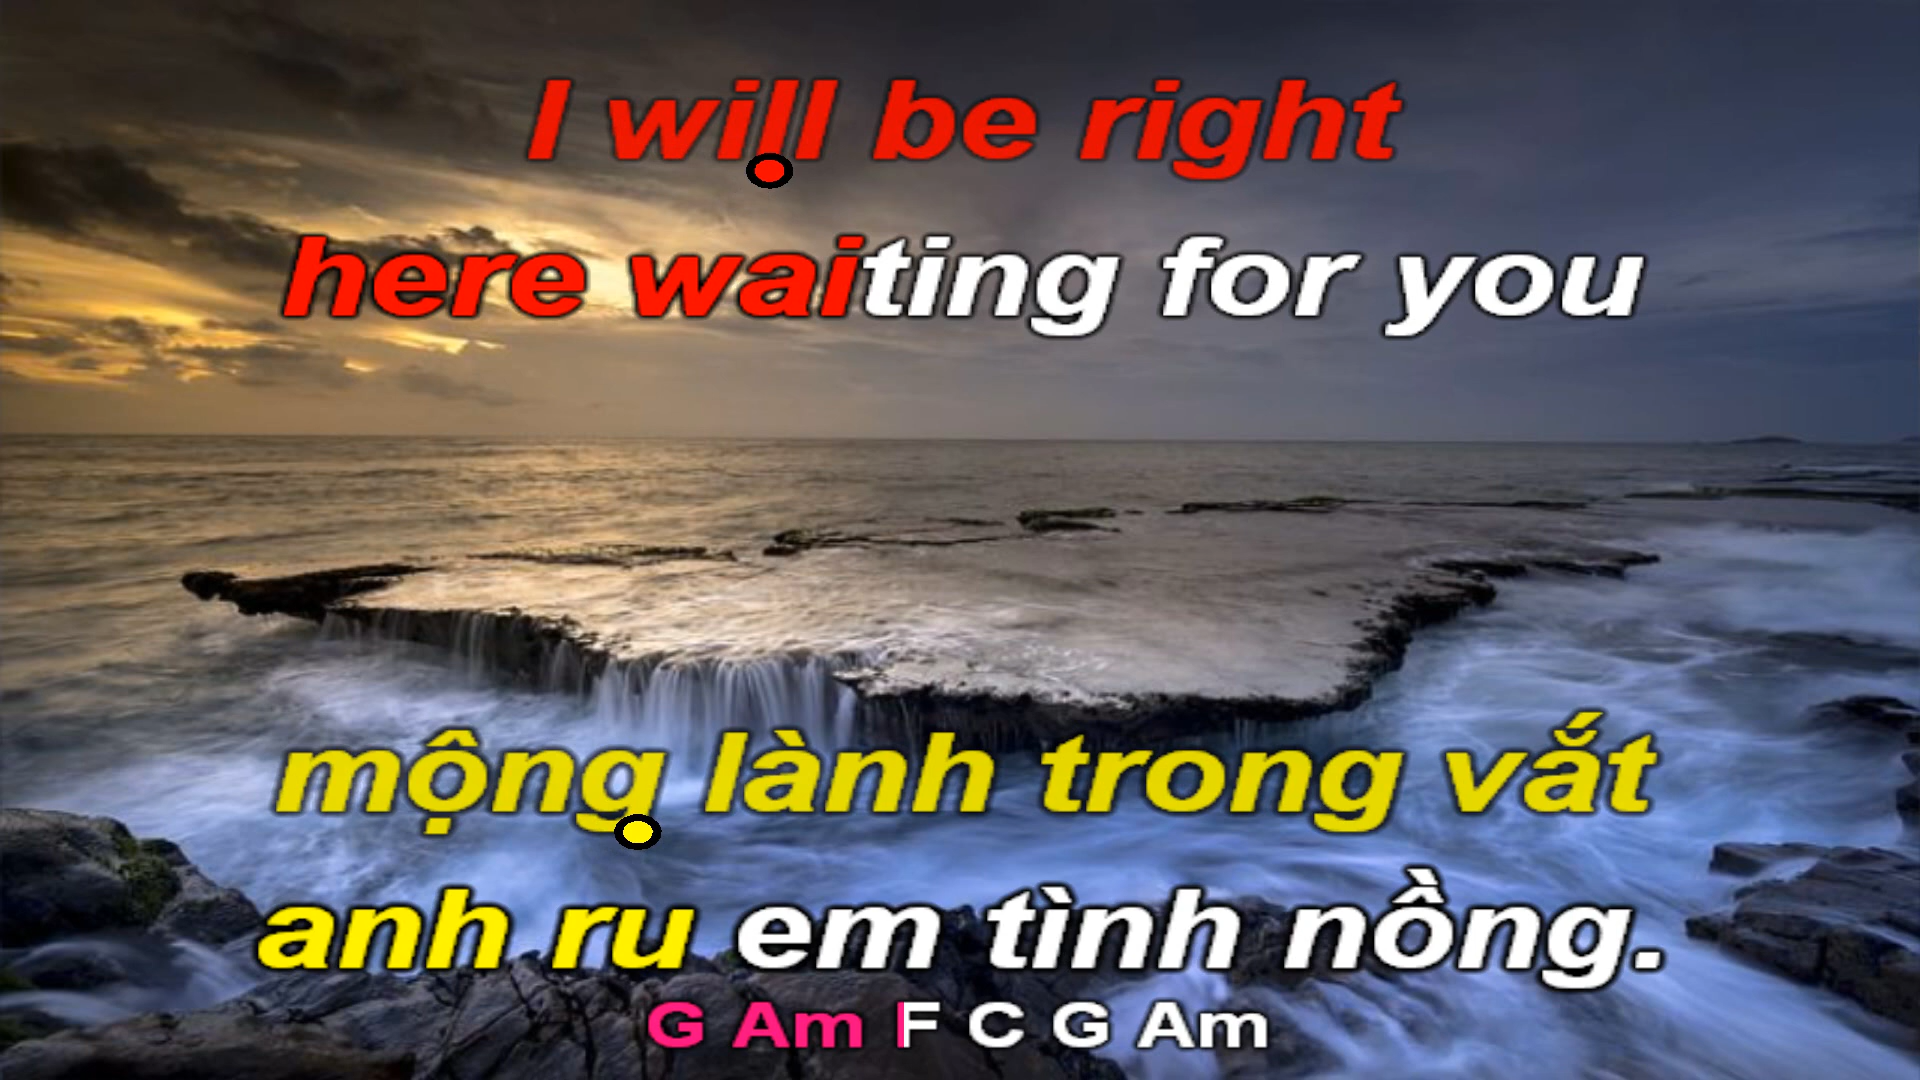 I will be right
here waiting for you
mộng lành trong vắt
anh ru em tình nồng.
G Am F C G Am